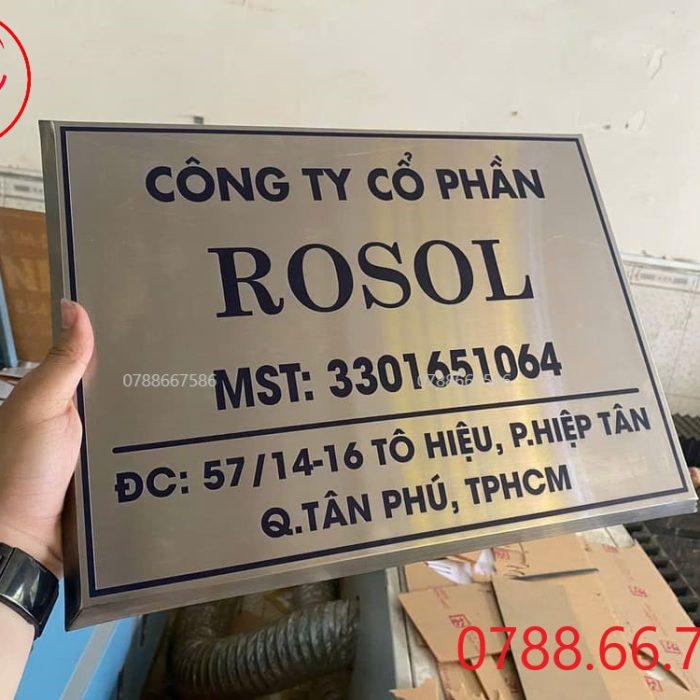 CÔNG TY CỔ PHẦN
ROSOL
MST: 3301651064
0788667586 0788667586
ĐC: 57/14-16 TÔ HIỆU, P.HIỆP TÂN
Q.TÂN PHÚ, TPHCM
0788.66.7